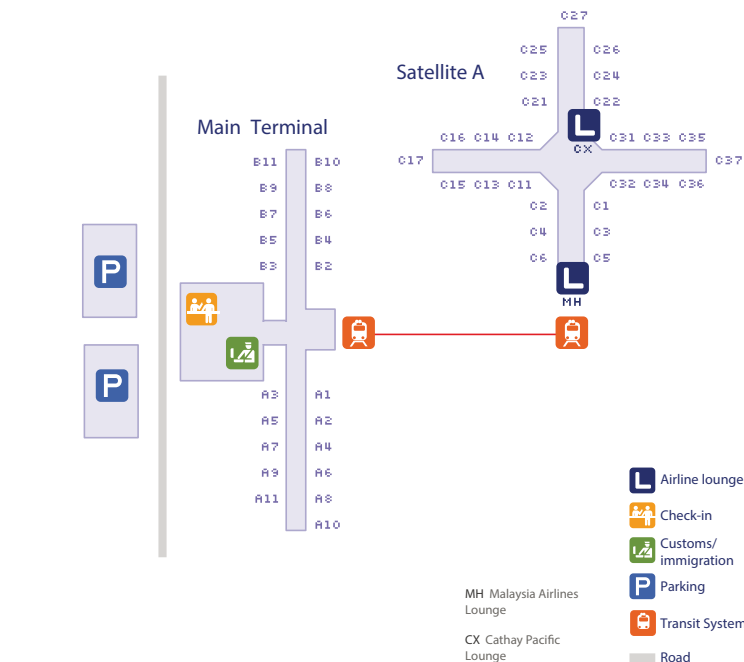 C27
C25 C26
Satellite A
C23 C24
C21 C22
Main Terminal
C16 C14 C12 L C31 C33 C35
CX
B11 B10
C17 C37
B9 B8
C15 C13 C11 C32 C34 C36
B7 B6
C2 C1
B5 B4
C4 C3
B3 B2
C6 C5
P
L
MH
P
A3 A1
A5 A2
A7 A4
A9 A6
A11 A8
A10
L Airline lounge
Check-in
Customs/
immigration
P Parking
MH Malaysia Airlines
Lounge
Transit System
CX Cathay Pacific
Lounge
Road